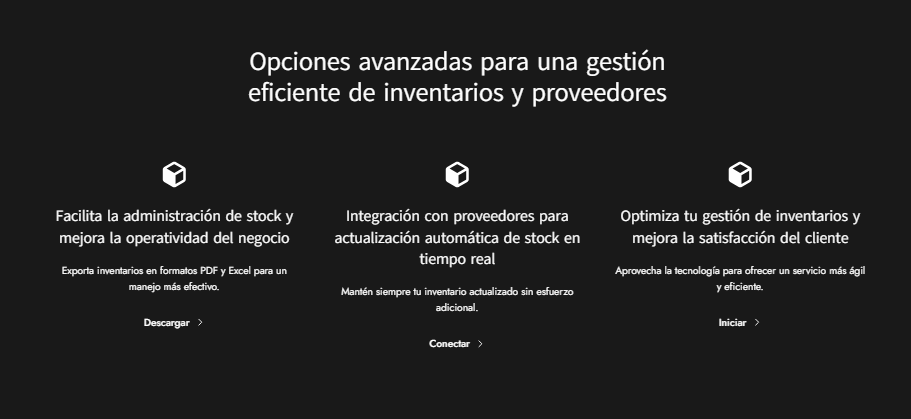 Opciones avanzadas para una gestión
eficiente de inventarios y proveedores
Facilita la administración de stock y
mejora la operatividad del negocio
Exporta inventarios en formatos PDF y Excel para un
manejo más efectivo.
Descargar
Integración con proveedores para
actualización automática de stock en
tiempo real
Mantén siempre tu inventario actualizado sin esfuerzo
adicional.
Conectar
Optimiza tu gestión de inventarios y
mejora la satisfacción del cliente
Aprovecha la tecnología para ofrecer un servicio más ágil
y eficiente.
Iniciar